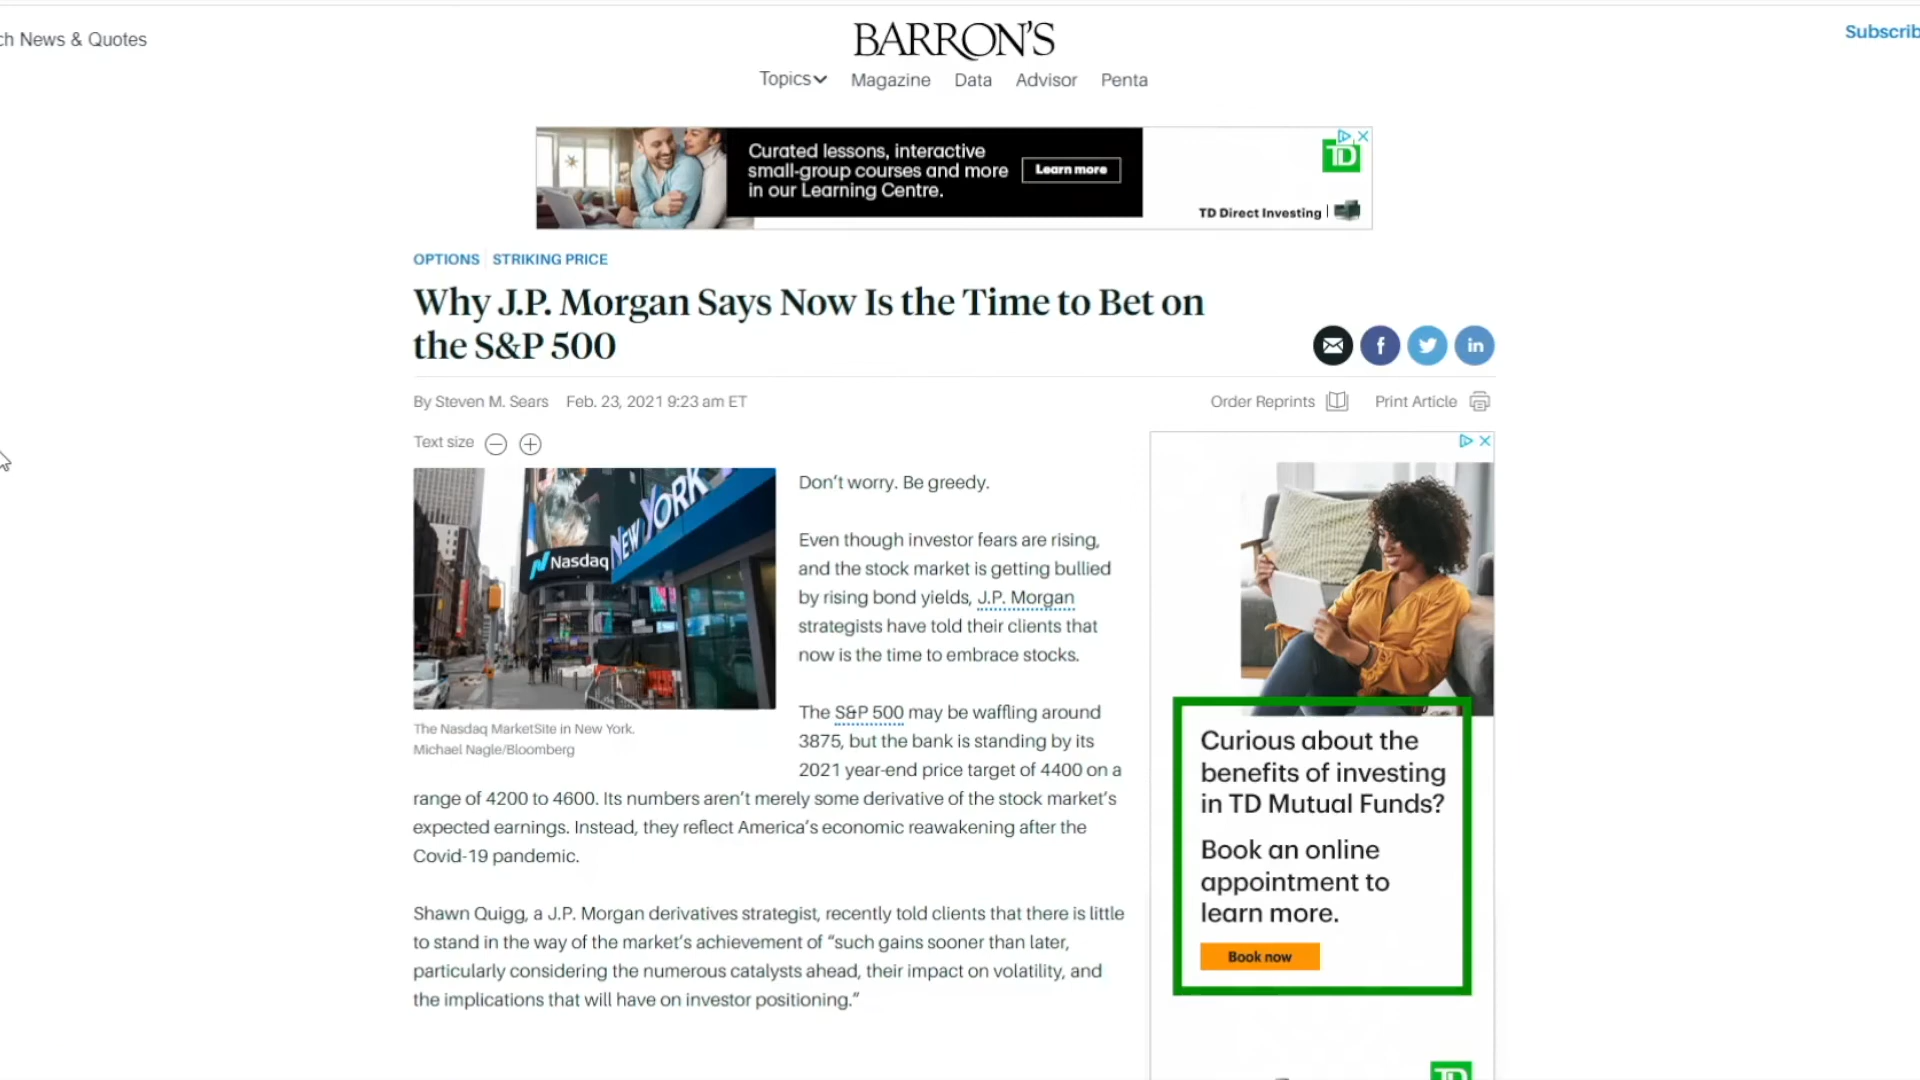 ch News & Quotes
BARRON'S
Subscrib
Topics Magazine Data Advisor Penta
Curated lessons, interactive
small-group courses and more
in our Learning Centre.
Learn more
TD
TD Direct Investing
OPTIONS STRIKING PRICE
Why J.P. Morgan Says Now Is the Time to Bet on
the S&P 500
f
in
By Steven M. Sears Feb. 23, 2021 9:23 am ET
Order Reprints Print Article
Text size
NEW YORK
Nasdaq
The Nasdaq MarketSite in New York.
Michael Nagle/Bloomberg
Don't worry. Be greedy.
Even though investor fears are rising,
and the stock market is getting bullied
by rising bond yields, J.P. Morgan
strategists have told their clients that
now is the time to embrace stocks.
The S&P 500 may be waffling around
3875, but the bank is standing by its
2021 year-end price target of 4400 on a
range of 4200 to 4600. Its numbers aren't merely some derivative of the stock market's
expected earnings. Instead, they reflect America's economic reawakening after the
Covid-19 pandemic.
Shawn Quigg, a J.P. Morgan derivatives strategist, recently told clients that there is little
to stand in the way of the market's achievement of “such gains sooner than later,
particularly considering the numerous catalysts ahead, their impact on volatility, and
the implications that will have on investor positioning.”
Curious about the
benefits of investing
in TD Mutual Funds?
Book an online
appointment to
learn more.
Book now
TD